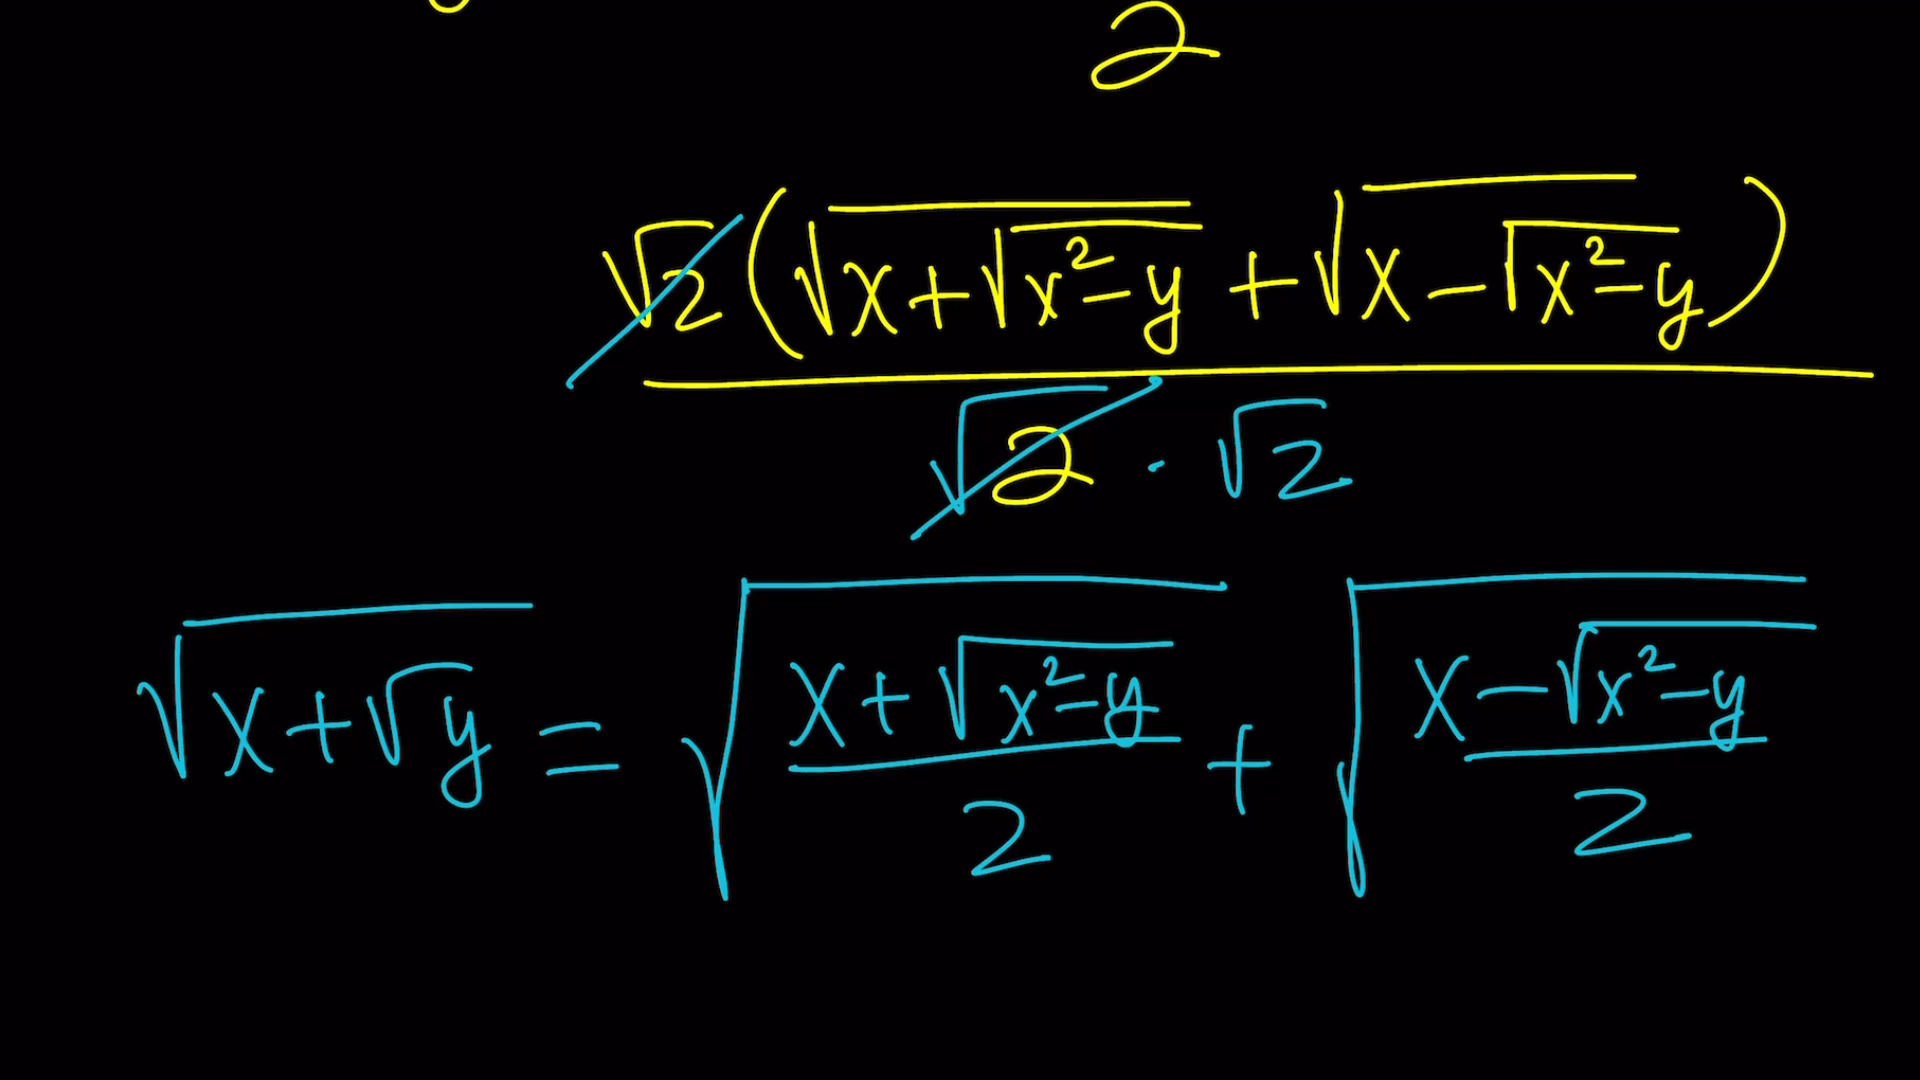 2
√2(√(x+√(x²-y)) + √(x-√(x²-y)))
√2 · √2
√(x+√y) = √((x+√(x²-y))/2) + √((x-√(x²-y))/2)